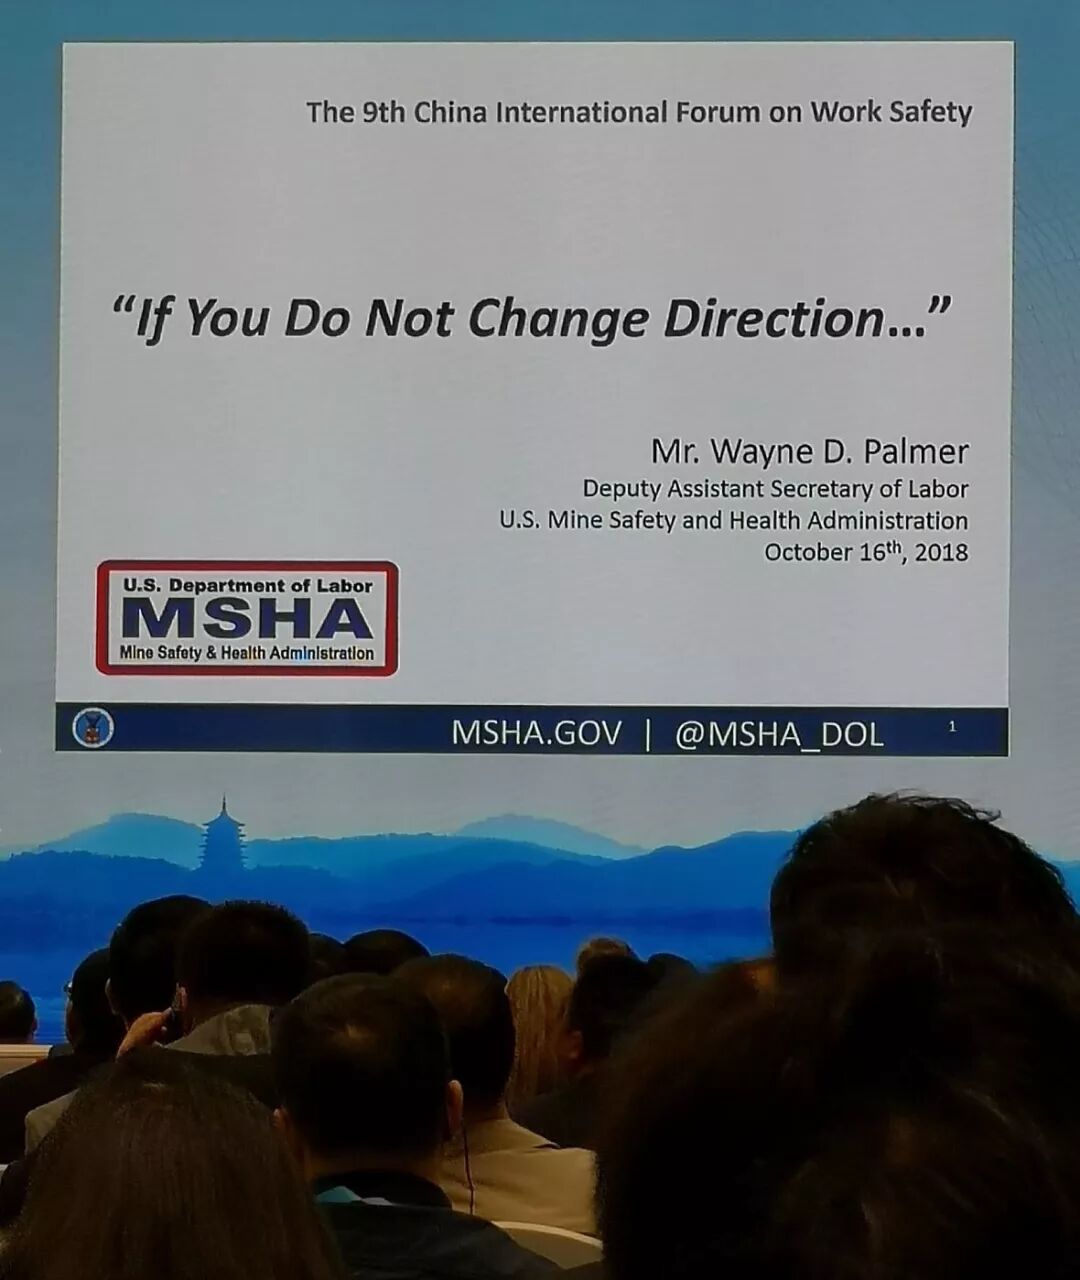 The 9th China International Forum on Work Safety
“If You Do Not Change Direction...”
Mr. Wayne D. Palmer
Deputy Assistant Secretary of Labor
U.S. Mine Safety and Health Administration
October 16th, 2018
U.S. Department of Labor
MSHA
Mine Safety & Health Administration
MSHA.GOV | @MSHA_DOL 1